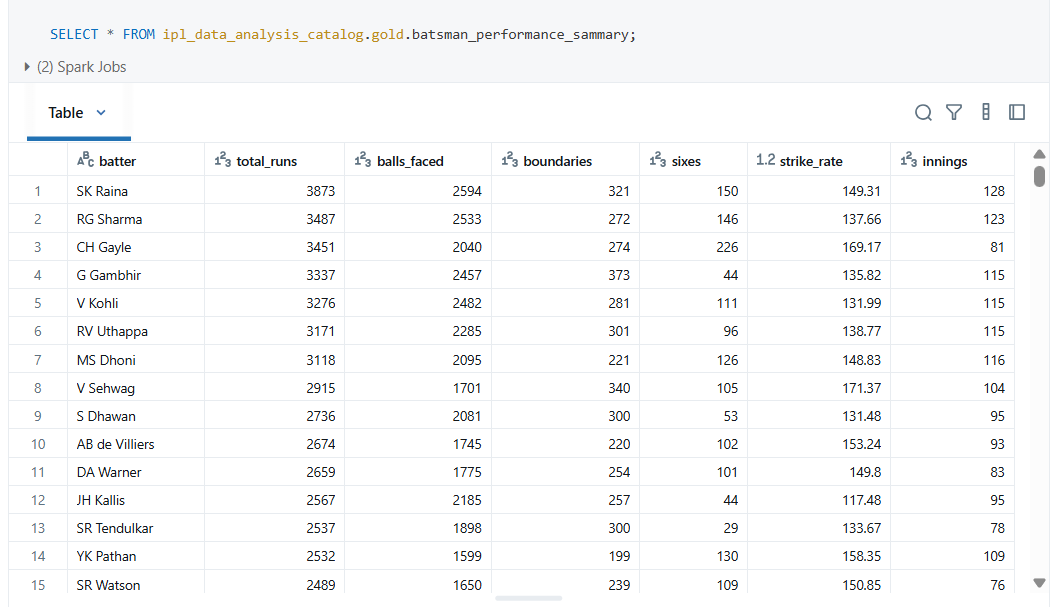 SELECT * FROM ipl_data_analysis_catalog.gold.batsman_performance_sammary;
(2) Spark Jobs
Table
ABC batter 123 total_runs 123 balls_faced 123 boundaries 123 sixes 1.2 strike_rate 123 innings
1 SK Raina 3873 2594 321 150 149.31 128
2 RG Sharma 3487 2533 272 146 137.66 123
3 CH Gayle 3451 2040 274 226 169.17 81
4 G Gambhir 3337 2457 373 44 135.82 115
5 V Kohli 3276 2482 281 111 131.99 115
6 RV Uthappa 3171 2285 301 96 138.77 115
7 MS Dhoni 3118 2095 221 126 148.83 116
8 V Sehwag 2915 1701 340 105 171.37 104
9 S Dhawan 2736 2081 300 53 131.48 95
10 AB de Villiers 2674 1745 220 102 153.24 93
11 DA Warner 2659 1775 254 101 149.8 83
12 JH Kallis 2567 2185 257 44 117.48 95
13 SR Tendulkar 2537 1898 300 29 133.67 78
14 YK Pathan 2532 1599 199 130 158.35 109
15 SR Watson 2489 1650 239 109 150.85 76